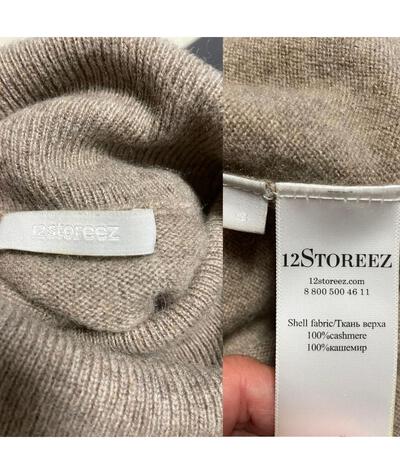 12storeez
S
12STOREEZ
12storeez.com
8 800 500 46 11
Shell fabric/Ткань верха
100%cashmere
100%кашемир